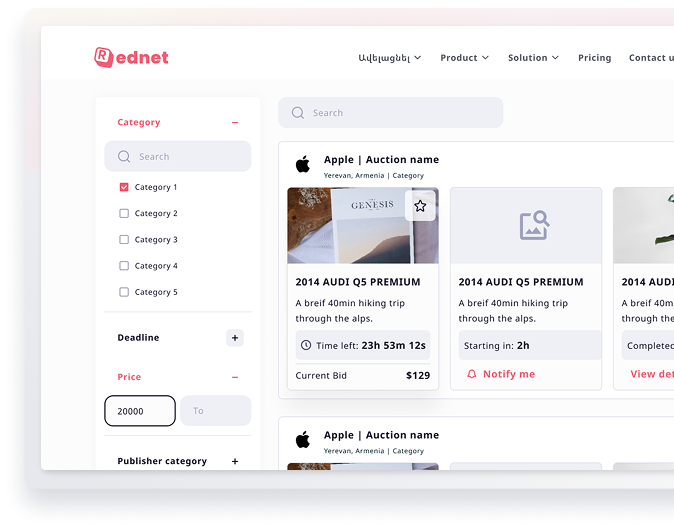 Rednet
Ավելացնել Product Solution Pricing Contact u
Category
Search
Category 1
Category 2
Category 3
Category 4
Category 5
Deadline
Price
20000 To
Publisher category
Search
Apple | Auction name
Yerevan, Armenia | Category
GENESIS
2014 AUDI Q5 PREMIUM
A breif 40min hiking trip
through the alps.
Time left: 23h 53m 12s
Current Bid $129
2014 AUDI Q5 PREMIUM
A breif 40min hiking trip
through the alps.
Starting in: 2h
Notify me
2014 AUD
A breif 40m
through the
Completed
View det
Apple | Auction name
Yerevan, Armenia | Category